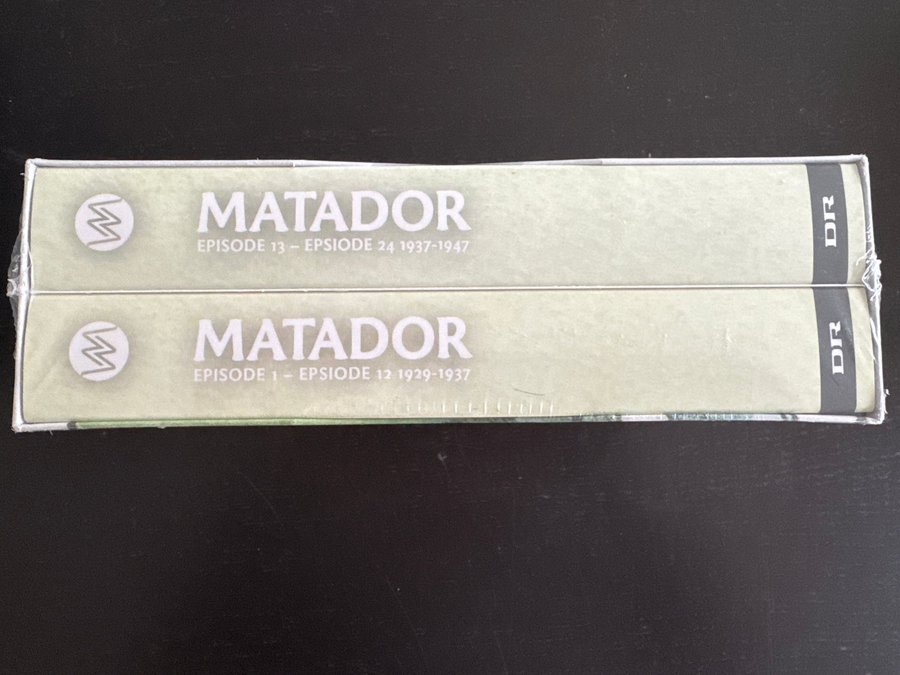 MATADOR
EPISODE 13 – EPSIODE 24 1937-1947
DR
MATADOR
EPISODE 1 – EPSIODE 12 1929-1937
DR